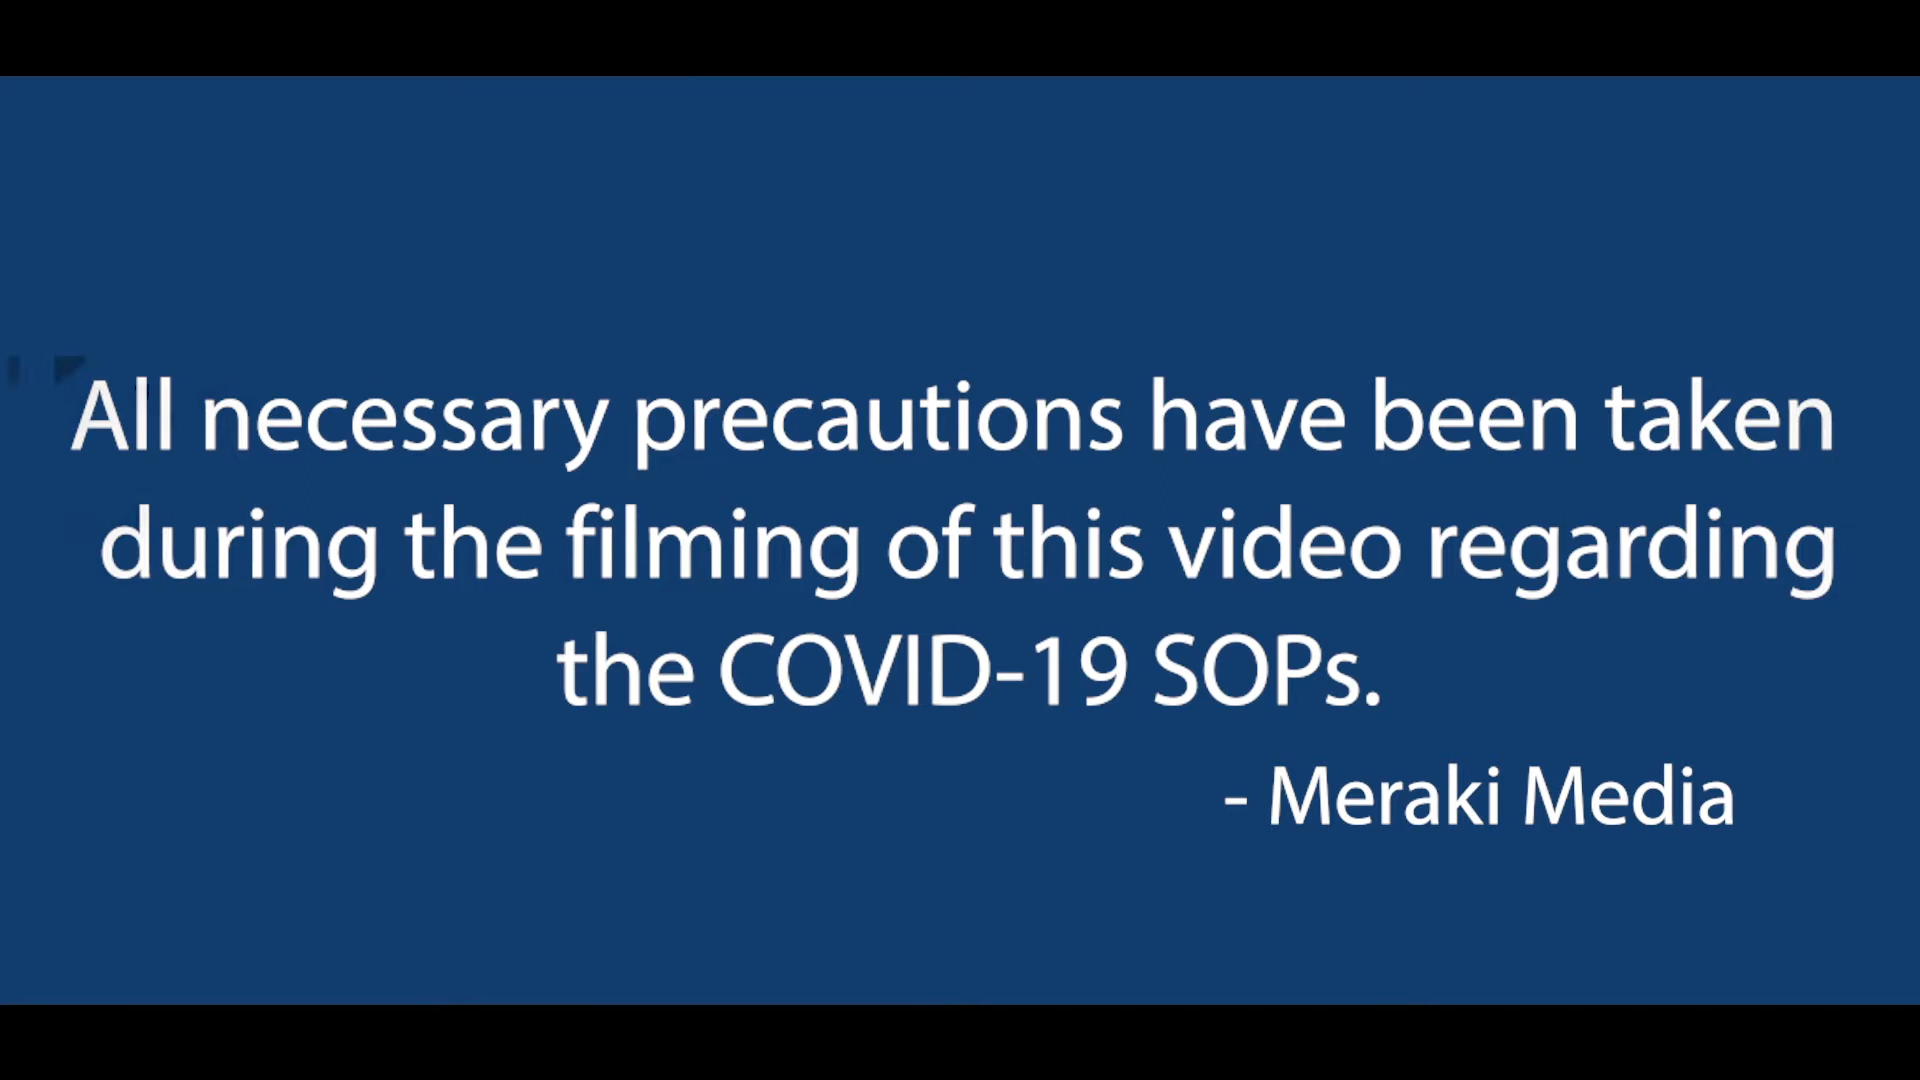 All necessary precautions have been taken
during the filming of this video regarding
the COVID-19 SOPs.
- Meraki Media